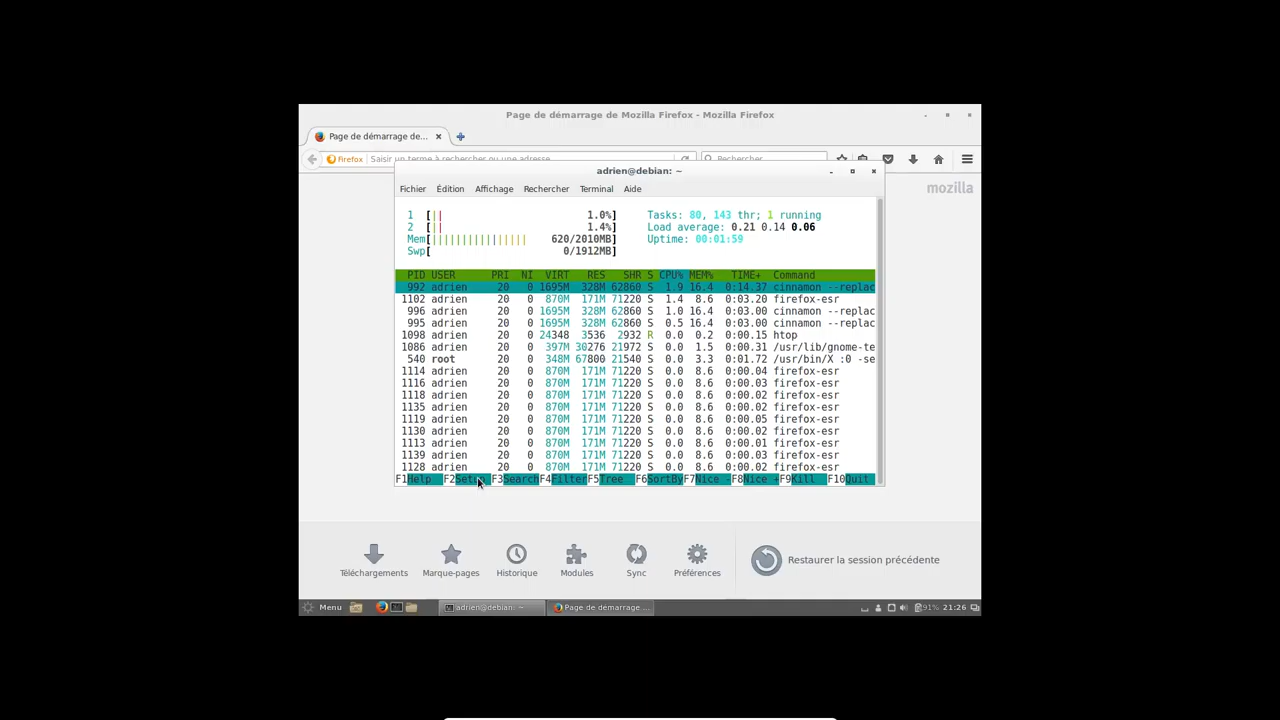 Page de démarrage de Mozilla Firefox - Mozilla Firefox
Page de démarrage de...
Firefox Saisir un terme à rechercher ou une adresse Rechercher
mozilla
adrien@debian: ~
Fichier Édition Affichage Rechercher Terminal Aide
1 [|| 1.0%] Tasks: 80, 143 thr; 1 running
2 [|| 1.4%] Load average: 0.21 0.14 0.06
Mem[|||||||||||||||| 620/2010MB] Uptime: 00:01:59
Swp[ 0/1912MB]
PID USER PRI NI VIRT RES SHR S CPU% MEM% TIME+ Command
992 adrien 20 0 1695M 328M 62860 S 1.9 16.4 0:14.37 cinnamon --replac
1102 adrien 20 0 870M 171M 71220 S 1.4 8.6 0:03.20 firefox-esr
996 adrien 20 0 1695M 328M 62860 S 1.0 16.4 0:03.00 cinnamon --replac
995 adrien 20 0 1695M 328M 62860 S 0.5 16.4 0:03.00 cinnamon --replac
1098 adrien 20 0 24348 3536 2932 R 0.0 0.2 0:00.15 htop
1086 adrien 20 0 397M 30276 21972 S 0.0 1.5 0:00.31 /usr/lib/gnome-te
540 root 20 0 348M 67800 21540 S 0.0 3.3 0:01.72 /usr/bin/X :0 -se
1114 adrien 20 0 870M 171M 71220 S 0.0 8.6 0:00.04 firefox-esr
1116 adrien 20 0 870M 171M 71220 S 0.0 8.6 0:00.03 firefox-esr
1118 adrien 20 0 870M 171M 71220 S 0.0 8.6 0:00.02 firefox-esr
1135 adrien 20 0 870M 171M 71220 S 0.0 8.6 0:00.02 firefox-esr
1119 adrien 20 0 870M 171M 71220 S 0.0 8.6 0:00.05 firefox-esr
1130 adrien 20 0 870M 171M 71220 S 0.0 8.6 0:00.02 firefox-esr
1113 adrien 20 0 870M 171M 71220 S 0.0 8.6 0:00.01 firefox-esr
1139 adrien 20 0 870M 171M 71220 S 0.0 8.6 0:00.03 firefox-esr
1128 adrien 20 0 870M 171M 71220 S 0.0 8.6 0:00.02 firefox-esr
F1Help F2Setup F3SearchF4FilterF5Tree F6SortByF7Nice -F8Nice +F9Kill F10Quit
Téléchargements Marque-pages Historique Modules Sync Préférences Restaurer la session précédente
Menu adrien@debian: ~ Page de démarrage... 91% 21:26